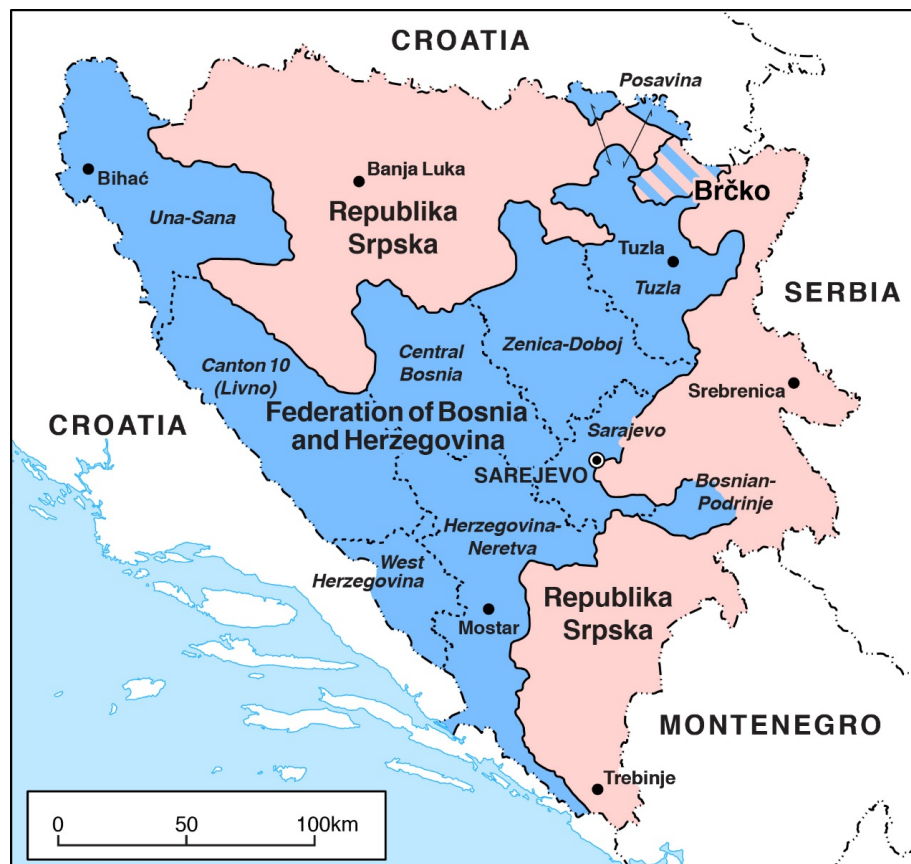 CROATIA
Posavina
Bihać
Banja Luka
Brčko
Una-Sana
Republika
Srpska
Tuzla
Tuzla
SERBIA
Zenica-Doboj
Central
Bosnia
Canton 10
(Livno)
Srebrenica
Federation of Bosnia
and Herzegovina
CROATIA
Sarajevo
SAREJEVO
Bosnian-
Podrinje
Herzegovina-
Neretva
West
Herzegovina
Republika
Srpska
Mostar
MONTENEGRO
Trebinje
0 50 100km